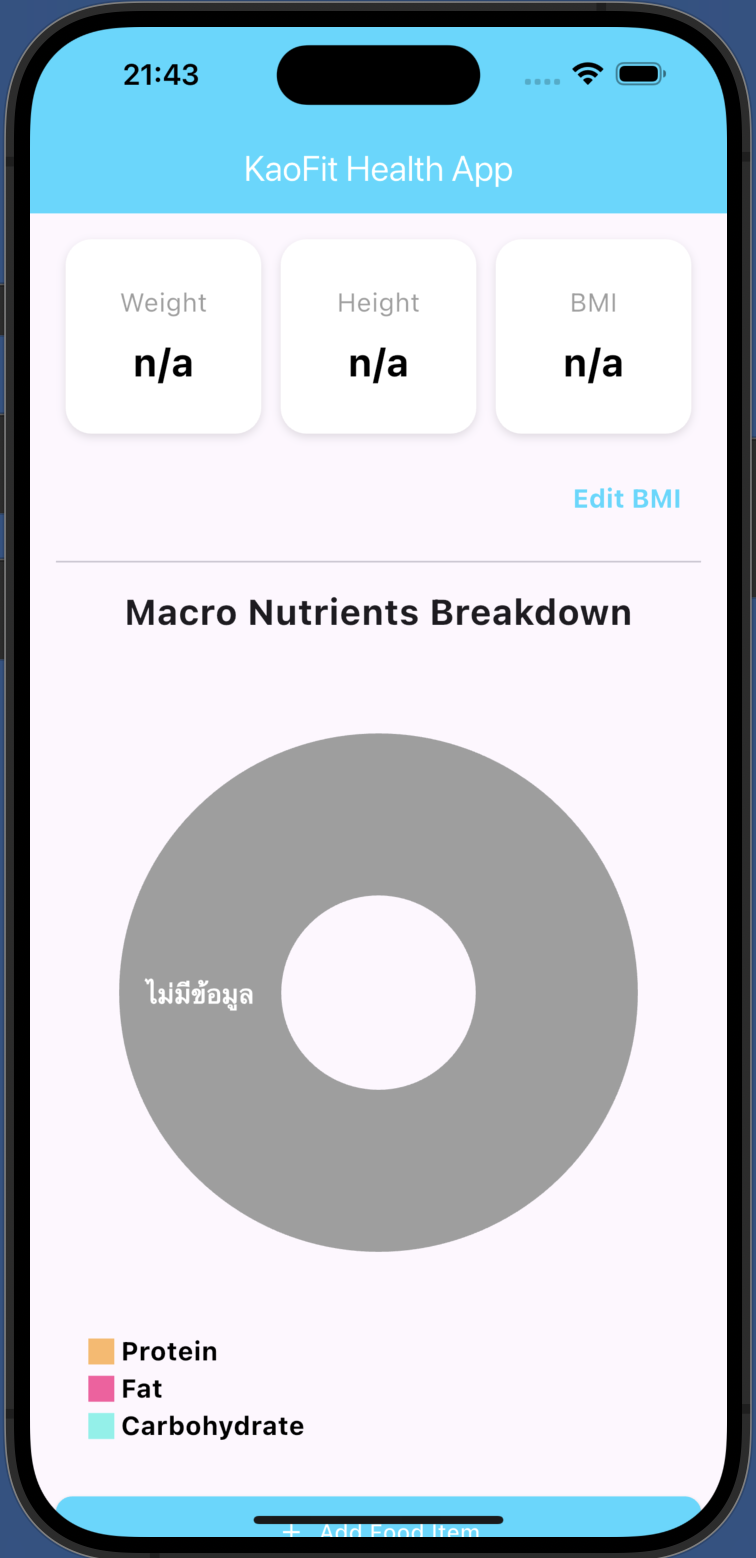 21:43
KaoFit Health App
Weight Height BMI
n/a n/a n/a
Edit BMI
Macro Nutrients Breakdown
ไม่มีข้อมูล
Protein
Fat
Carbohydrate
+ Add Food Item